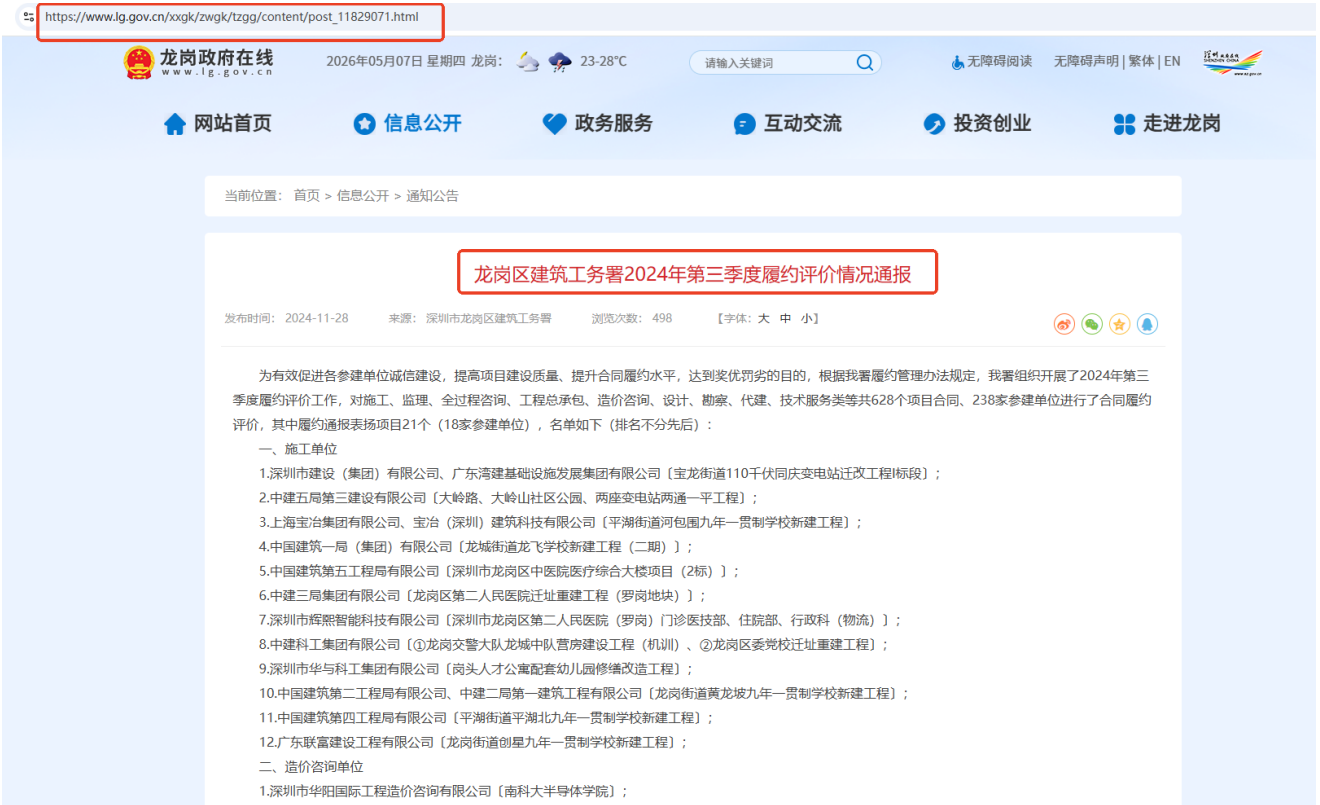 https://www.lg.gov.cn/xxgk/zwgk/tzgg/content/post_11829071.html
龙岗政府在线
www.lg.gov.cn
2026年05月07日 星期四 龙岗： 23-28℃
请输入关键词
无障碍阅读 无障碍声明 | 繁体 | EN
网站首页 信息公开 政务服务 互动交流 投资创业 走进龙岗
当前位置： 首页 > 信息公开 > 通知公告
龙岗区建筑工务署2024年第三季度履约评价情况通报
发布时间： 2024-11-28 来源： 深圳市龙岗区建筑工务署 浏览次数： 498 【字体： 大 中 小】
为有效促进各参建单位诚信建设，提高项目建设质量、提升合同履约水平，达到奖优罚劣的目的，根据我署履约管理办法规定，我署组织开展了2024年第三
季度履约评价工作，对施工、监理、全过程咨询、工程总承包、造价咨询、设计、勘察、代建、技术服务类等共628个项目合同、238家参建单位进行了合同履约
评价，其中履约通报表扬项目21个（18家参建单位），名单如下（排名不分先后）：
一、施工单位
1.深圳市建设（集团）有限公司、广东湾建基础设施发展集团有限公司〔宝龙街道110千伏同庆变电站迁改工程Ⅰ标段〕；
2.中建五局第三建设有限公司〔大岭路、大岭山社区公园、两座变电站两通一平工程〕；
3.上海宝冶集团有限公司、宝冶（深圳）建筑科技有限公司〔平湖街道河包围九年一贯制学校新建工程〕；
4.中国建筑一局（集团）有限公司〔龙城街道龙飞学校新建工程（二期）〕；
5.中国建筑第五工程局有限公司〔深圳市龙岗区中医院医疗综合大楼项目（2标）〕；
6.中建三局集团有限公司〔龙岗区第二人民医院迁址重建工程（罗岗地块）〕；
7.深圳市辉熙智能科技有限公司〔深圳市龙岗区第二人民医院（罗岗）门诊医技部、住院部、行政科（物流）〕；
8.中建科工集团有限公司〔①龙岗交警大队龙城中队营房建设工程（机训）、②龙岗区委党校迁址重建工程〕；
9.深圳市华与科工集团有限公司〔岗头人才公寓配套幼儿园修缮改造工程〕；
10.中国建筑第二工程局有限公司、中建二局第一建筑工程有限公司〔龙岗街道黄龙坡九年一贯制学校新建工程〕；
11.中国建筑第四工程局有限公司〔平湖街道平湖北九年一贯制学校新建工程〕；
12.广东联富建设工程有限公司〔龙岗街道创星九年一贯制学校新建工程〕；
二、造价咨询单位
1.深圳市华阳国际工程造价咨询有限公司〔南科大半导体学院〕；